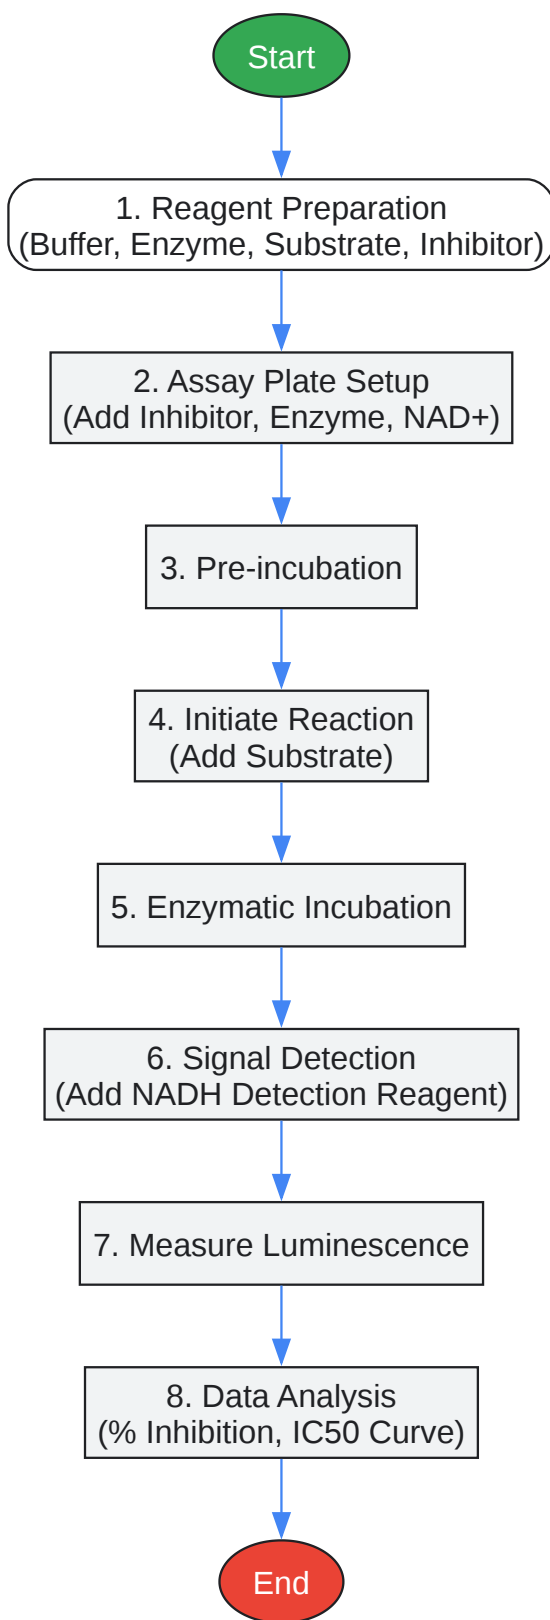 Start
1. Reagent Preparation
(Buffer, Enzyme, Substrate, Inhibitor)
2. Assay Plate Setup
(Add Inhibitor, Enzyme, NAD+)
3. Pre-incubation
4. Initiate Reaction
(Add Substrate)
5. Enzymatic Incubation
6. Signal Detection
(Add NADH Detection Reagent)
7. Measure Luminescence
8. Data Analysis
(% Inhibition, IC50 Curve)
End